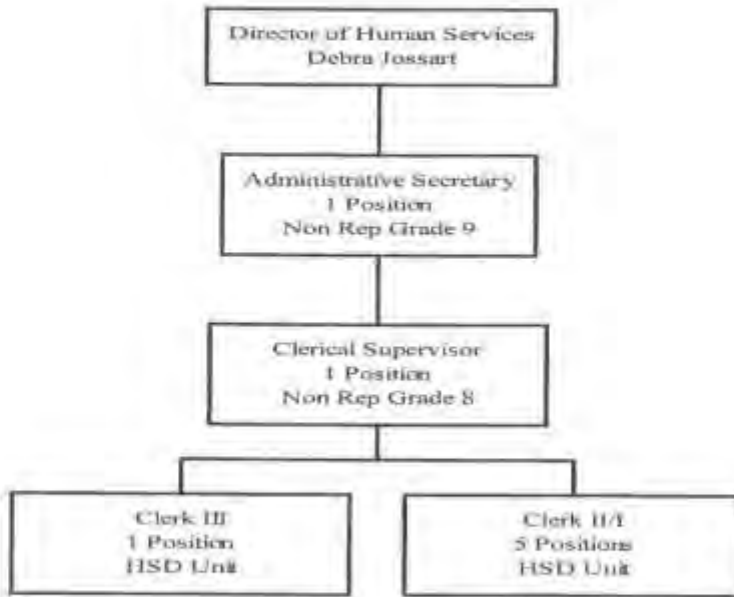 Director of Human Services
Debra Jossart
Administrative Secretary
1 Position
Non Rep Grade 9
Clerical Supervisor
1 Position
Non Rep Grade 8
Clerk III
1 Position
HSD Unit
Clerk II/I
5 Positions
HSD Unit